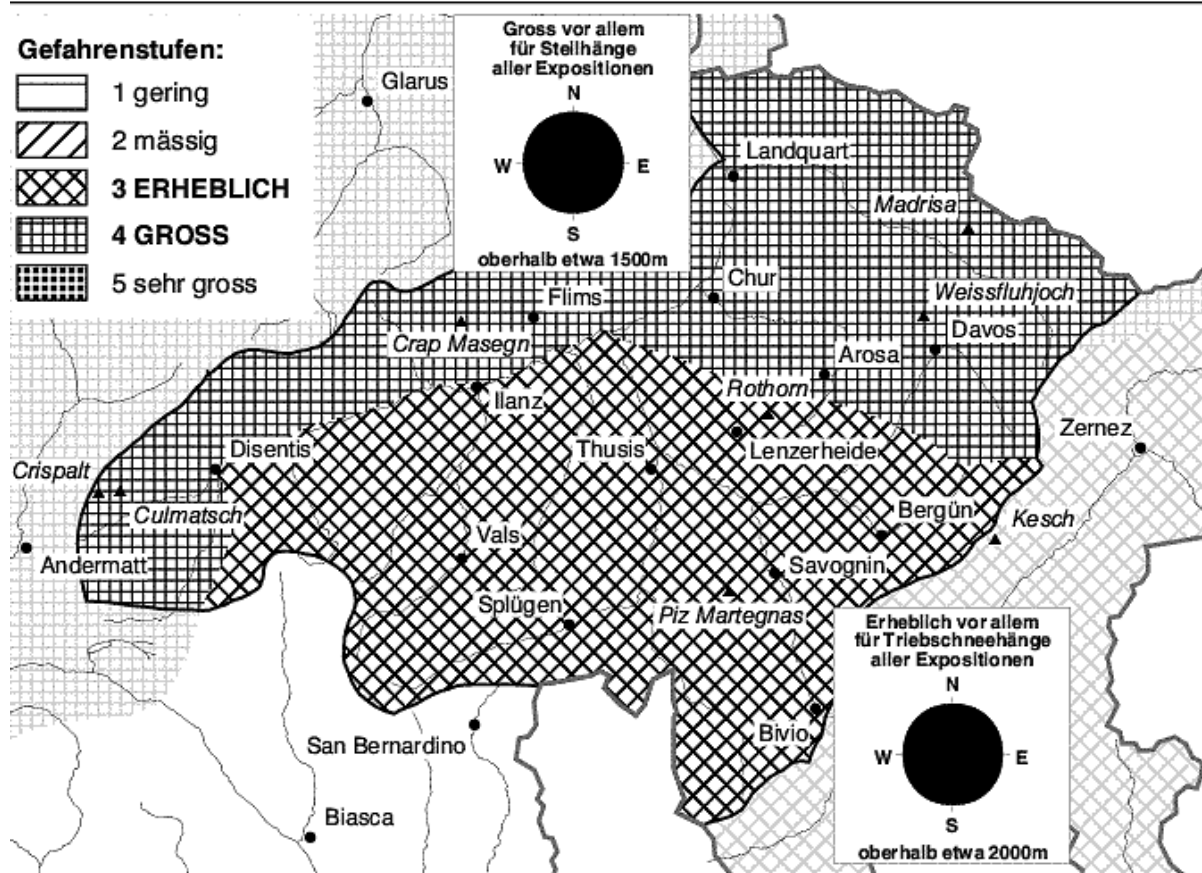 Gefahrenstufen:
1 gering
2 mässig
3 ERHEBLICH
4 GROSS
5 sehr gross
Gross vor allem
für Steilhänge
aller Expositionen
N
W E
S
oberhalb etwa 1500m
Glarus
Landquart
Madrisa
Chur
Weissfluhjoch
Flims
Davos
Crap Masegn
Arosa
Rothorn
Ilanz
Zernez
Disentis
Thusis
Lenzerheide
Crispalt
Culmatsch
Bergün
Kesch
Vals
Andermatt
Savognin
Splügen
Piz Martegnas
Erheblich vor allem
für Triebschneehänge
aller Expositionen
N
W E
S
oberhalb etwa 2000m
Bivio
San Bernardino
Biasca